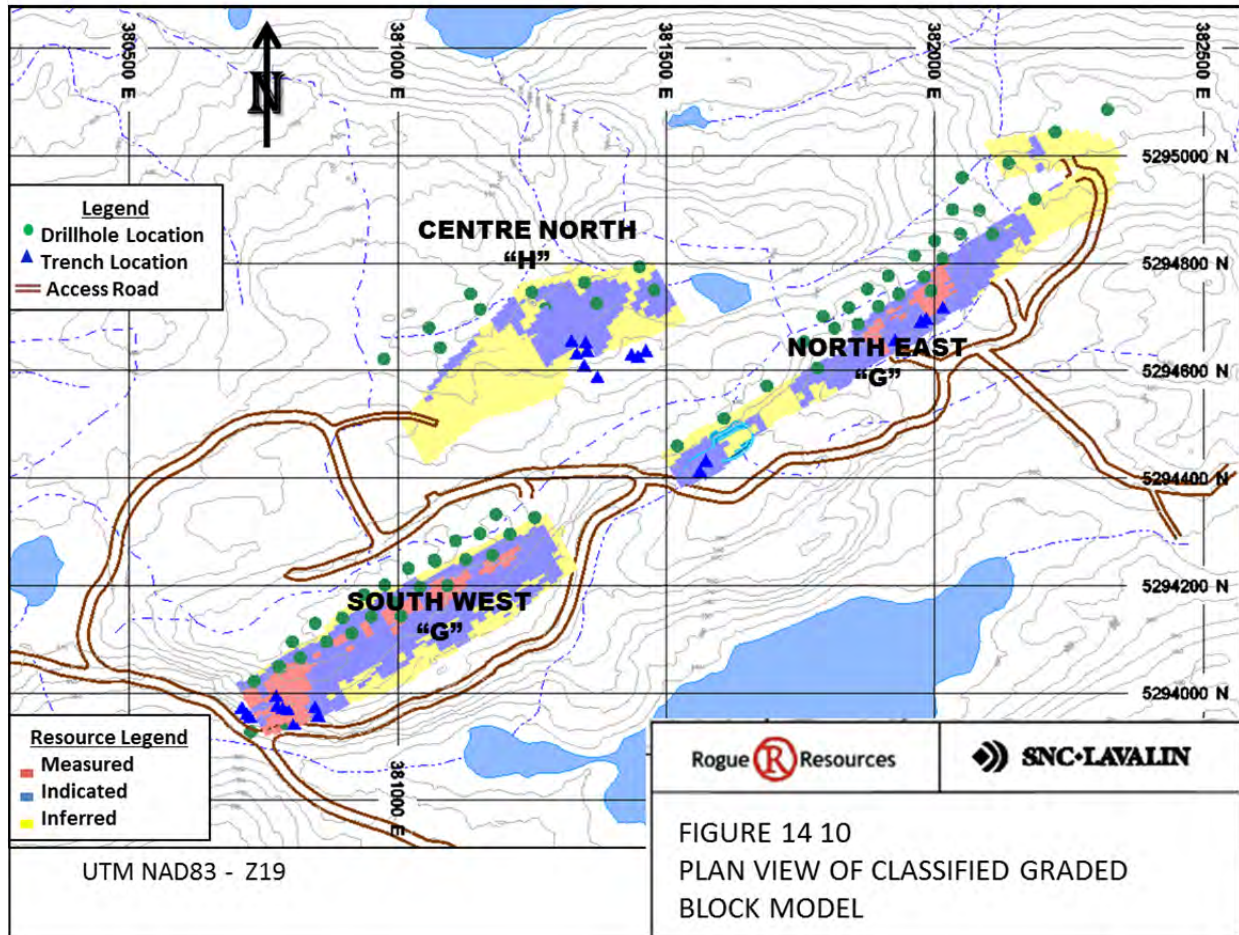 380500 E
381000 E
381500 E
382000 E
382500 E
N
5295000 N
Legend
Drillhole Location
Trench Location
Access Road
CENTRE NORTH
“H”
5294800 N
NORTH EAST
“G”
5294600 N
5294400 N
5294200 N
SOUTH WEST
“G”
5294000 N
Resource Legend
Measured
Indicated
Inferred
381000 E
Rogue R Resources
SNC•LAVALIN
UTM NAD83 - Z19
FIGURE 14 10
PLAN VIEW OF CLASSIFIED GRADED
BLOCK MODEL